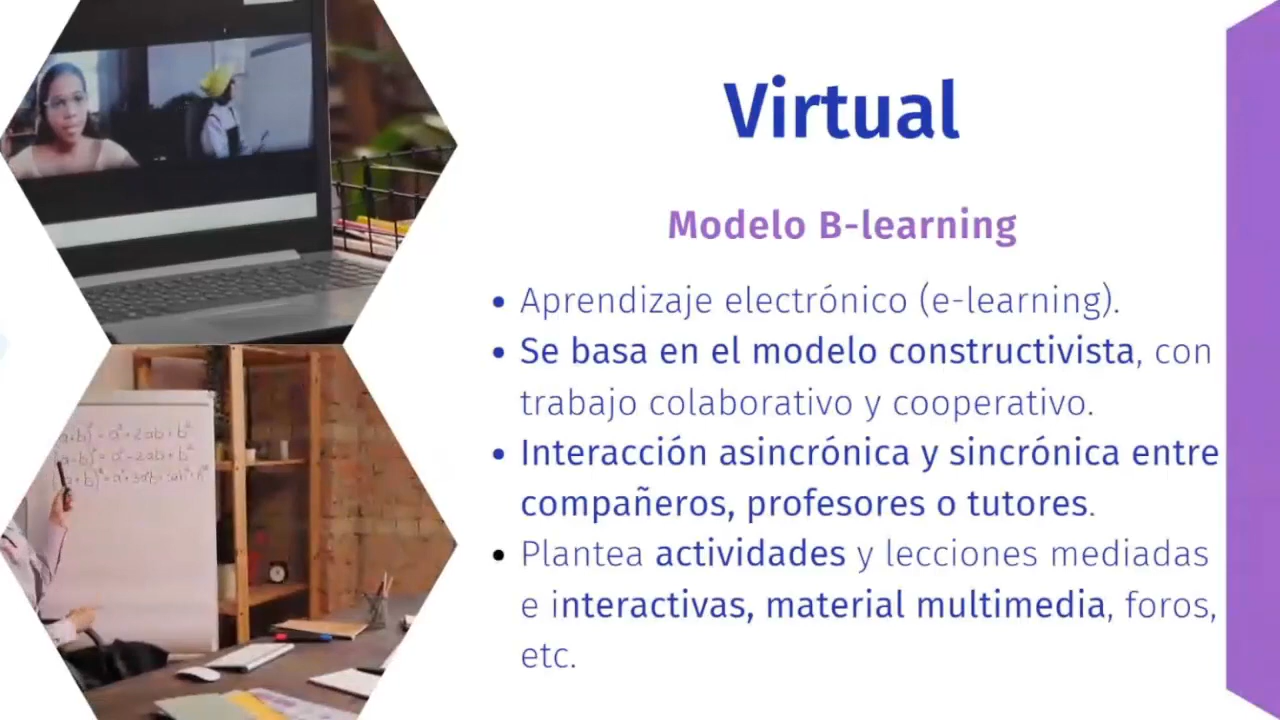 Virtual
Modelo B-learning
• Aprendizaje electrónico (e-learning).
• Se basa en el modelo constructivista, con
trabajo colaborativo y cooperativo.
• Interacción asincrónica y sincrónica entre
compañeros, profesores o tutores.
• Plantea actividades y lecciones mediadas
e interactivas, material multimedia, foros,
etc.